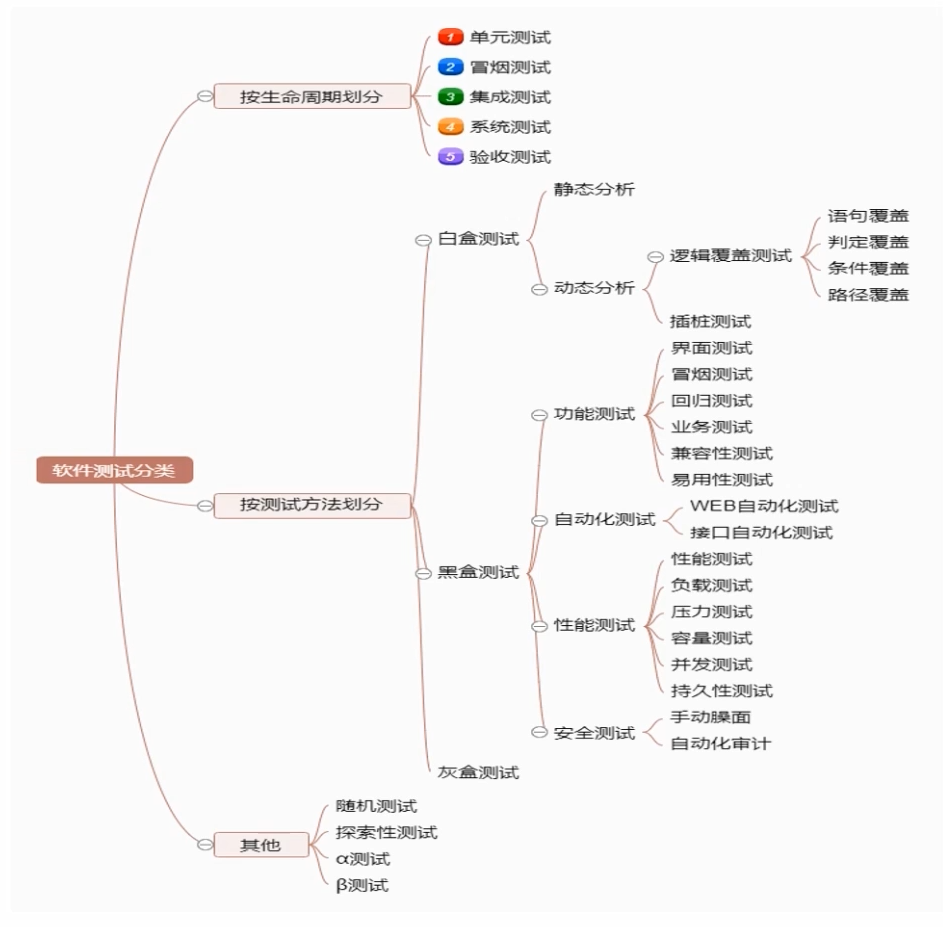 1 单元测试
2 冒烟测试
按生命周期划分
3 集成测试
4 系统测试
5 验收测试
静态分析
白盒测试
语句覆盖
判定覆盖
逻辑覆盖测试
条件覆盖
动态分析
路径覆盖
插桩测试
界面测试
冒烟测试
回归测试
功能测试
业务测试
兼容性测试
易用性测试
软件测试分类
按测试方法划分
WEB自动化测试
自动化测试
接口自动化测试
黑盒测试
性能测试
负载测试
压力测试
性能测试
容量测试
并发测试
持久性测试
手动臊面
安全测试
自动化审计
灰盒测试
随机测试
探索性测试
其他
α测试
β测试